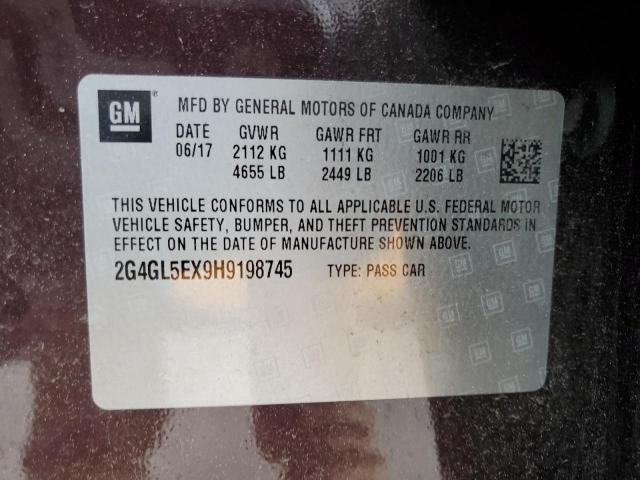 GM ® MFD BY GENERAL MOTORS OF CANADA COMPANY
DATE GVWR GAWR FRT GAWR RR
06/17 2112 KG 1111 KG 1001 KG
4655 LB 2449 LB 2206 LB
THIS VEHICLE CONFORMS TO ALL APPLICABLE U.S. FEDERAL MOTOR
VEHICLE SAFETY, BUMPER, AND THEFT PREVENTION STANDARDS IN
EFFECT ON THE DATE OF MANUFACTURE SHOWN ABOVE.
2G4GL5EX9H9198745 TYPE: PASS CAR